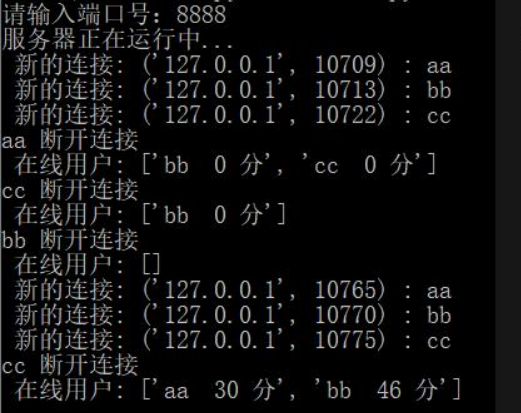 请输入端口号：8888
服务器正在运行中...
新的连接: ('127.0.0.1', 10709) : aa
新的连接: ('127.0.0.1', 10713) : bb
新的连接: ('127.0.0.1', 10722) : cc
aa 断开连接
在线用户: ['bb  0 分', 'cc  0 分']
cc 断开连接
在线用户: ['bb  0 分']
bb 断开连接
在线用户: []
新的连接: ('127.0.0.1', 10765) : aa
新的连接: ('127.0.0.1', 10770) : bb
新的连接: ('127.0.0.1', 10775) : cc
cc 断开连接
在线用户: ['aa  30 分', 'bb  46 分']